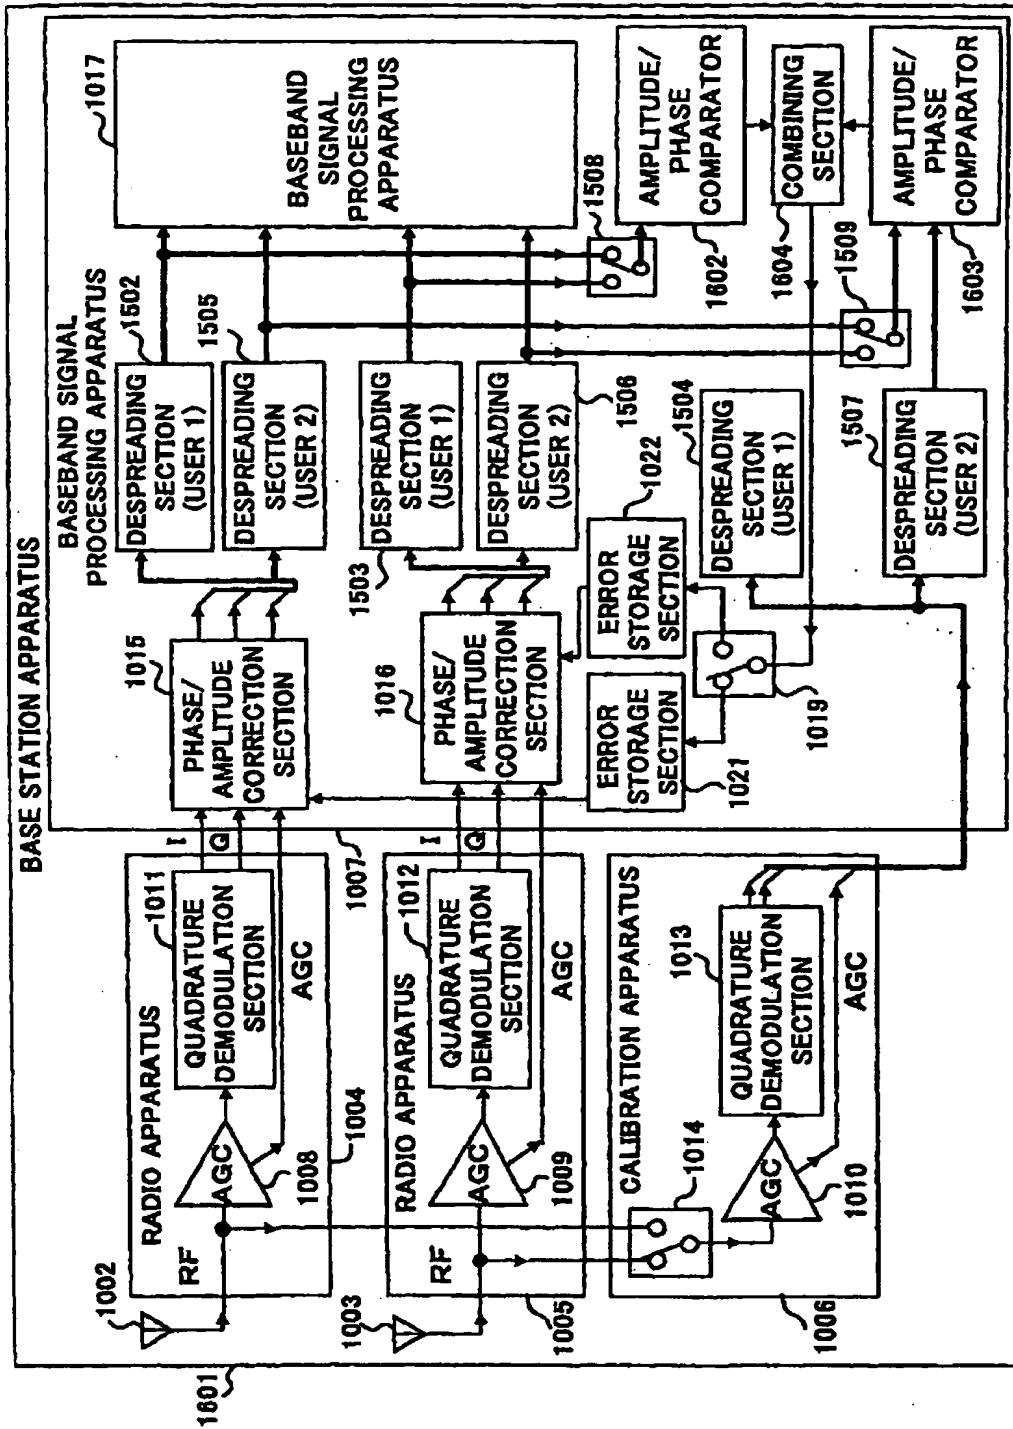 BASE STATION APPARATUS
1601
1002
RF
RADIO APPARATUS
AGC
1008
1004
QUADRATURE
DEMODULATION
SECTION
1011
AGC
I
Q
1007
1003
RF
RADIO APPARATUS
AGC
1009
1005
QUADRATURE
DEMODULATION
SECTION
1012
AGC
I
Q
CALIBRATION APPARATUS
1014
AGC
1010
1006
QUADRATURE
DEMODULATION
SECTION
1013
AGC
BASEBAND SIGNAL
PROCESSING APPARATUS
PHASE/
AMPLITUDE
CORRECTION
SECTION
1015
PHASE/
AMPLITUDE
CORRECTION
SECTION
1016
ERROR
STORAGE
SECTION
1021
ERROR
STORAGE
SECTION
1022
1019
DESPREADING
SECTION
(USER 1)
1502
DESPREADING
SECTION
(USER 2)
1505
DESPREADING
SECTION
(USER 1)
1503
DESPREADING
SECTION
(USER 2)
1506
DESPREADING
SECTION
(USER 1)
1504
DESPREADING
SECTION
(USER 2)
1507
BASEBAND
SIGNAL
PROCESSING
APPARATUS
1017
1508
1509
AMPLITUDE/
PHASE
COMPARATOR
1602
COMBINING
SECTION
1604
AMPLITUDE/
PHASE
COMPARATOR
1603